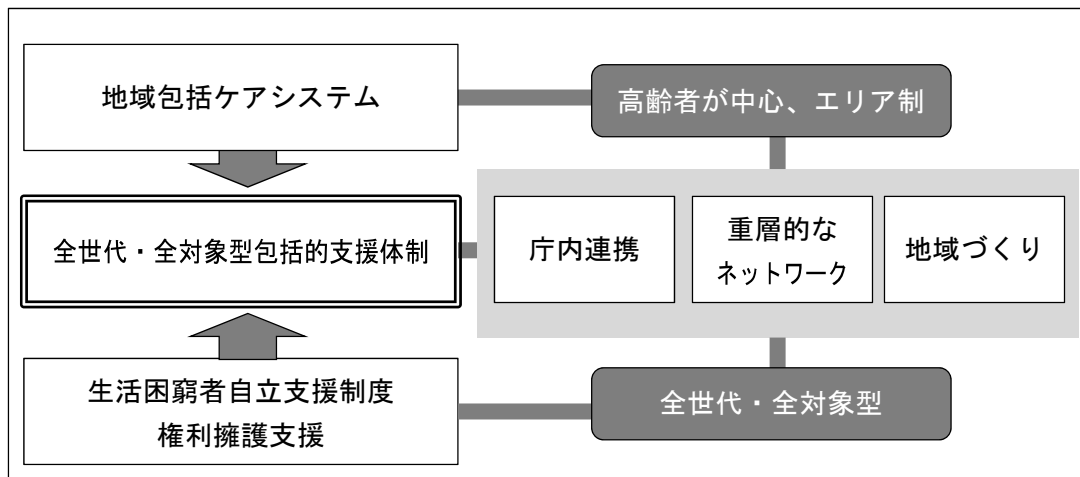 地域包括ケアシステム
高齢者が中心、エリア制
全世代・全対象型包括的支援体制
庁内連携
重層的な
ネットワーク
地域づくり
生活困窮者自立支援制度
権利擁護支援
全世代・全対象型